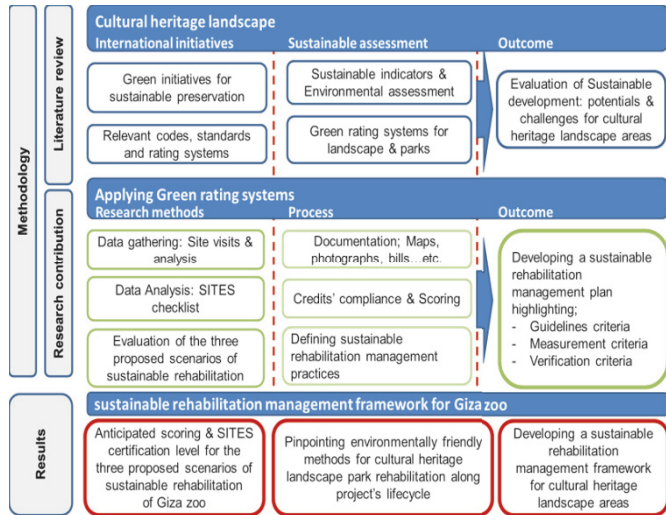 Methodology
Literature review
Cultural heritage landscape
International initiatives
Sustainable assessment
Outcome
Green initiatives for
sustainable preservation
Sustainable indicators &
Environmental assessment
Evaluation of Sustainable
development: potentials &
challenges for cultural
heritage landscape areas
Relevant codes, standards
and rating systems
Green rating systems for
landscape & parks
Research contribution
Applying Green rating systems
Research methods
Process
Outcome
Data gathering: Site visits &
analysis
Documentation; Maps,
photographs, bills...etc.
Developing a sustainable
rehabilitation
management plan
highlighting;
- Guidelines criteria
- Measurement criteria
- Verification criteria
Data Analysis: SITES
checklist
Credits' compliance & Scoring
Evaluation of the three
proposed scenarios of
sustainable rehabilitation
Defining sustainable
rehabilitation management
practices
Results
sustainable rehabilitation management framework for Giza zoo
Anticipated scoring & SITES
certification level for the
three proposed scenarios of
sustainable rehabilitation
of Giza zoo
Pinpointing environmentally friendly
methods for cultural heritage
landscape park rehabilitation along
project's lifecycle
Developing a sustainable
rehabilitation
management framework
for cultural heritage
landscape areas